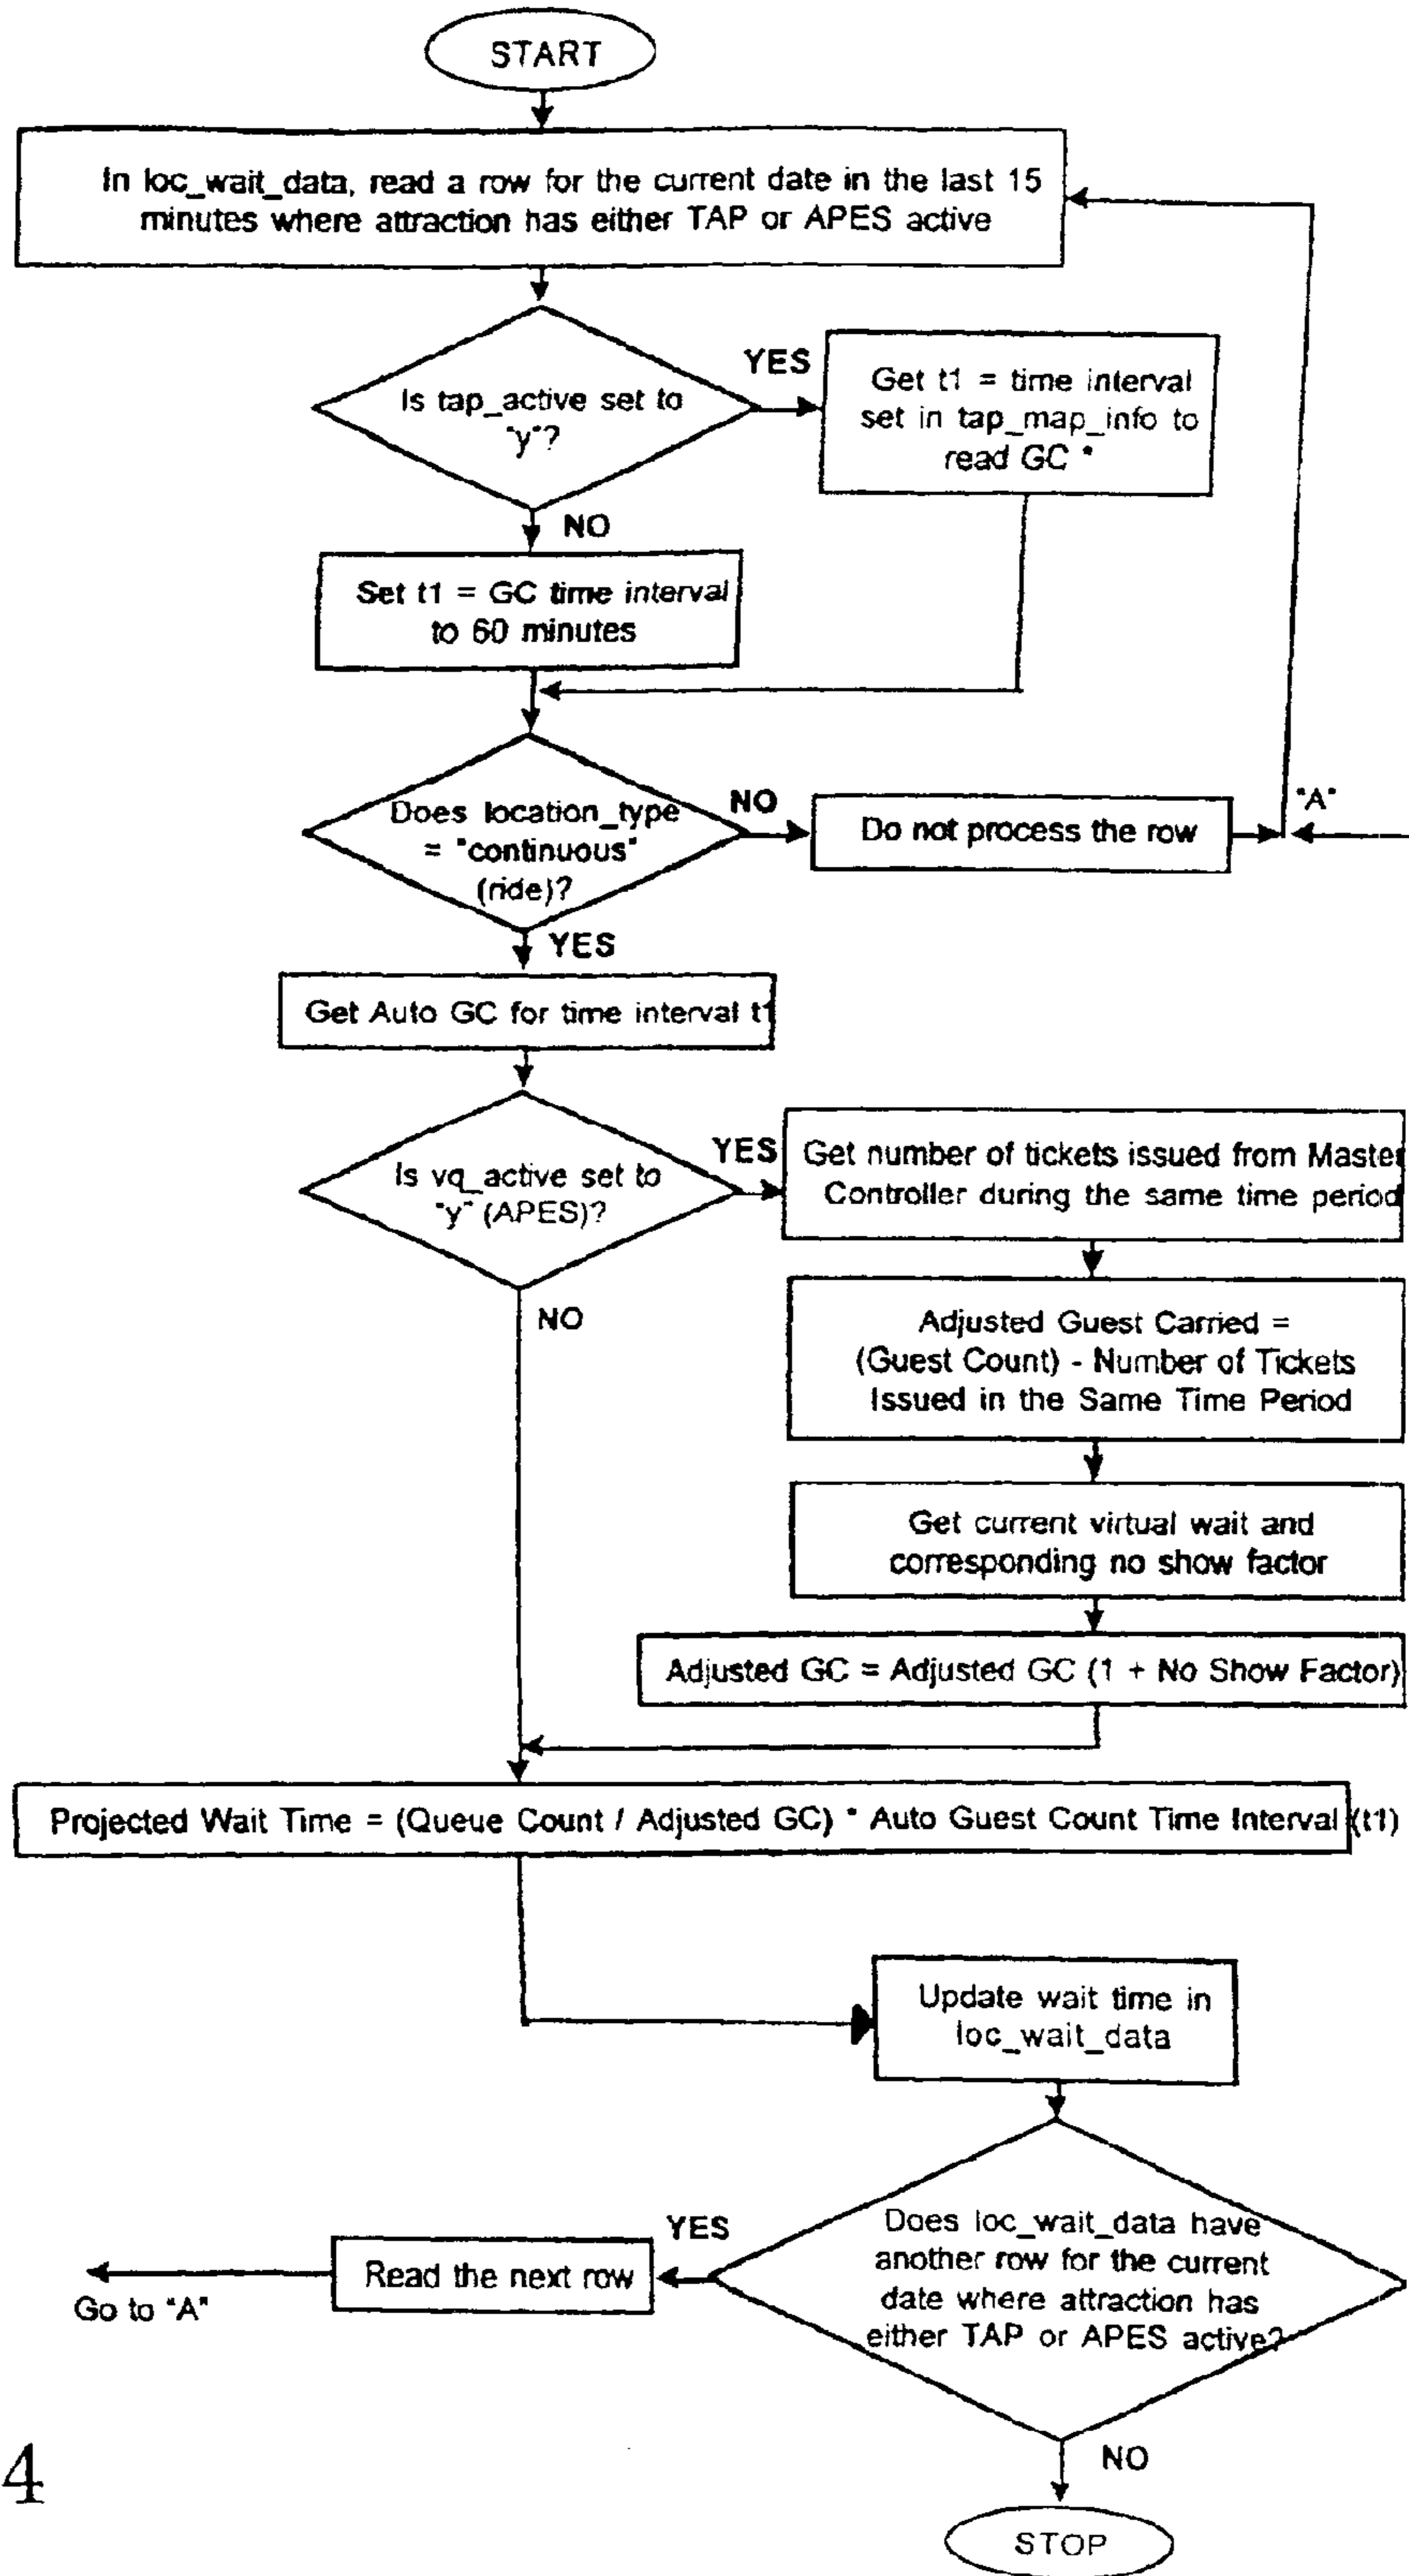 START
In loc_wait_data, read a row for the current date in the last 15
minutes where attraction has either TAP or APES active
Is tap_active set to
"y"?
YES
Get t1 = time interval
set in tap_map_info to
read GC *
NO
Set t1 = GC time interval
to 60 minutes
Does location_type
= "continuous"
(ride)?
NO
Do not process the row
"A"
YES
Get Auto GC for time interval t1
Is vq_active set to
"y" (APES)?
YES
Get number of tickets issued from Master
Controller during the same time period
NO
Adjusted Guest Carried =
(Guest Count) - Number of Tickets
Issued in the Same Time Period
Get current virtual wait and
corresponding no show factor
Adjusted GC = Adjusted GC (1 + No Show Factor)
Projected Wait Time = (Queue Count / Adjusted GC) * Auto Guest Count Time Interval (t1)
Update wait time in
loc_wait_data
Does loc_wait_data have
another row for the current
date where attraction has
either TAP or APES active?
YES
Read the next row
Go to "A"
NO
STOP
4